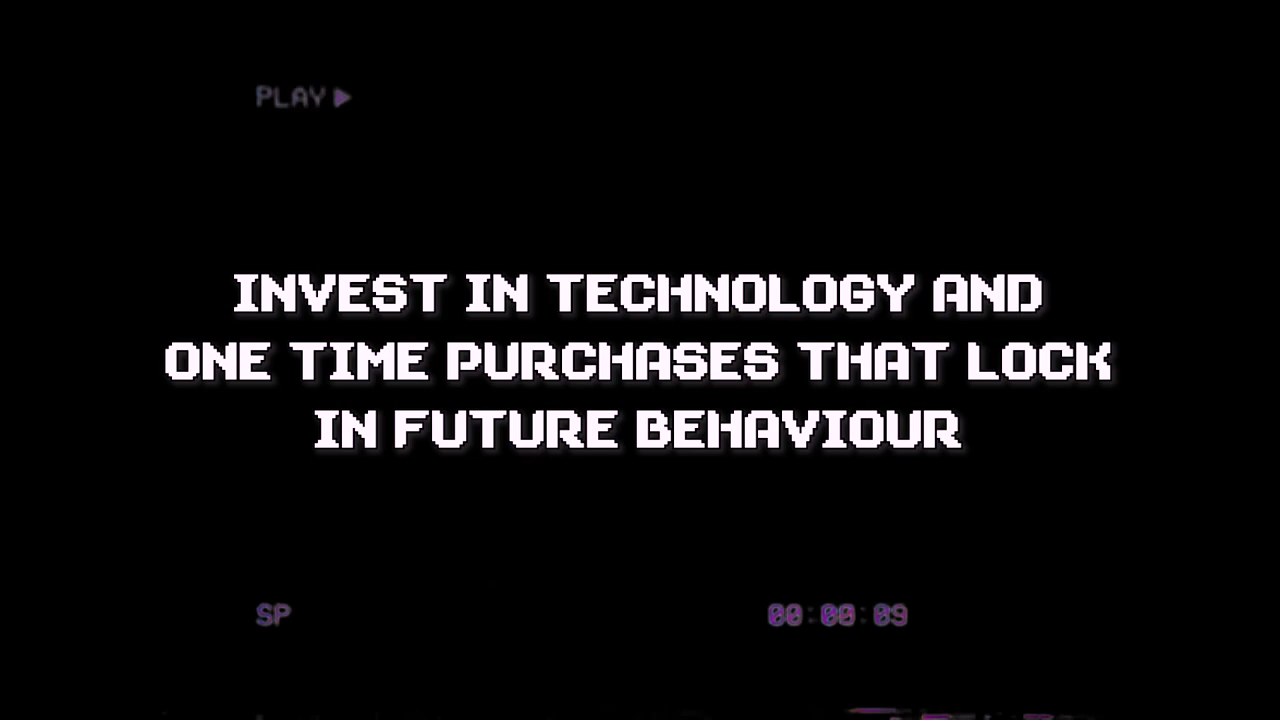 PLAY
INVEST IN TECHNOLOGY AND
ONE TIME PURCHASES THAT LOCK
IN FUTURE BEHAVIOUR
SP 00:00:09